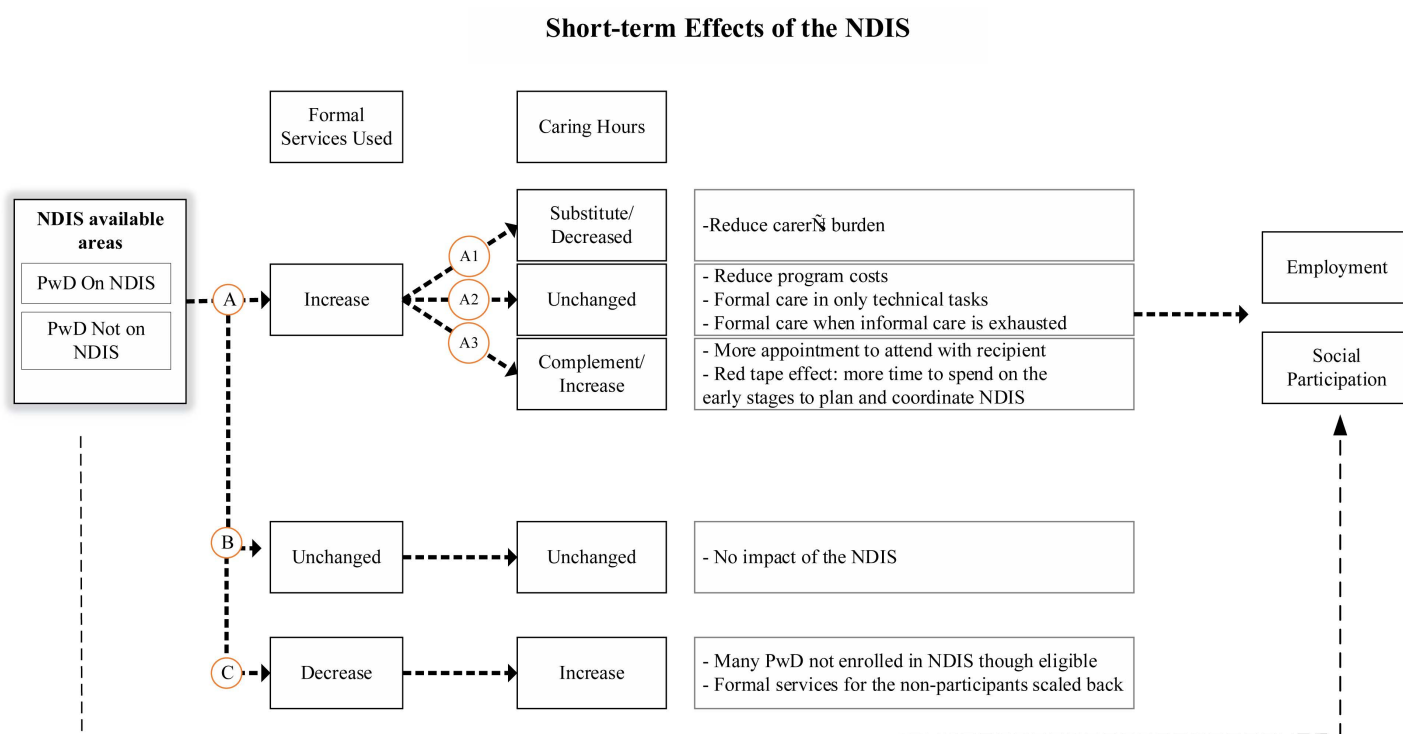 Short-term Effects of the NDIS
Formal
Services Used
Caring Hours
NDIS available
areas
PwD On NDIS
PwD Not on
NDIS
A
Increase
A1
A2
A3
Substitute/
Decreased
-Reduce carerÑs burden
Unchanged
- Reduce program costs
- Formal care in only technical tasks
- Formal care when informal care is exhausted
Complement/
Increase
- More appointment to attend with recipient
- Red tape effect: more time to spend on the
early stages to plan and coordinate NDIS
Employment
Social
Participation
B
Unchanged
Unchanged
- No impact of the NDIS
C
Decrease
Increase
- Many PwD not enrolled in NDIS though eligible
- Formal services for the non-participants scaled back